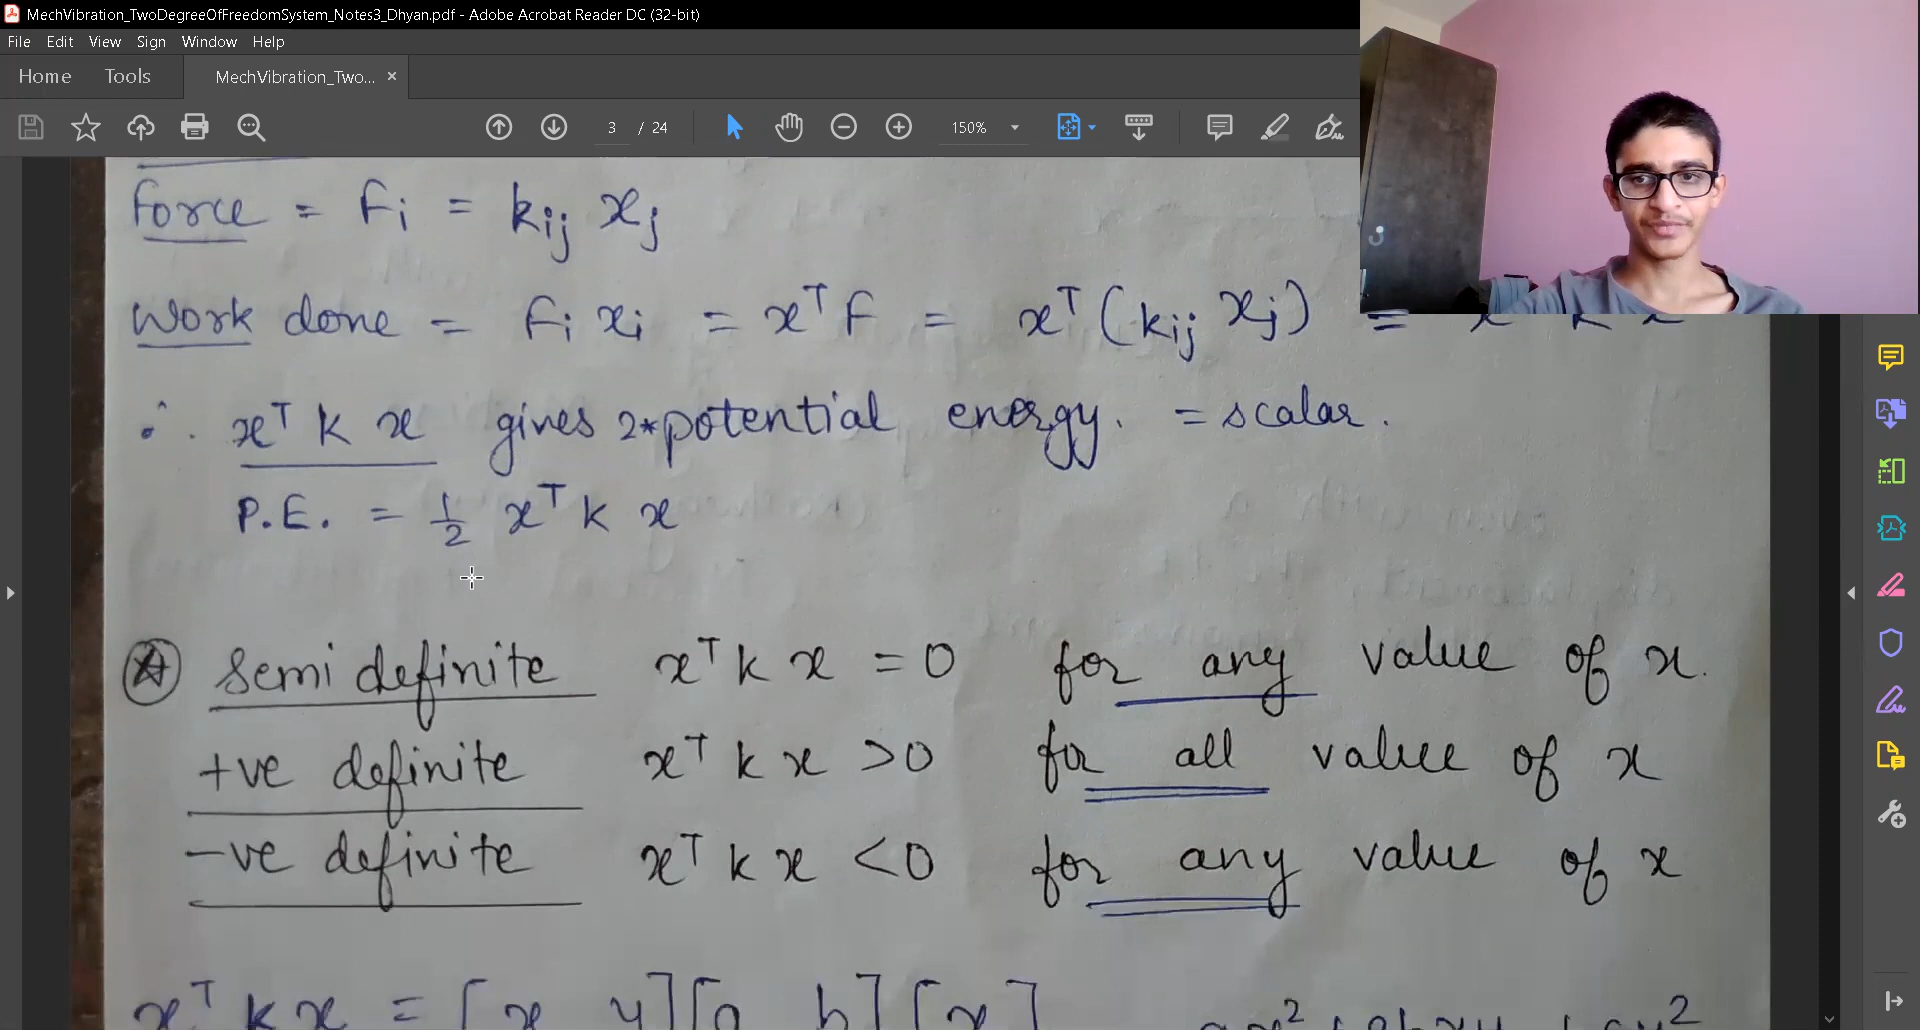 MechVibration_TwoDegreeOfFreedomSystem_Notes3_Dhyan.pdf - Adobe Acrobat Reader DC (32-bit)
File Edit View Sign Window Help
Home Tools MechVibration_Two... ×
3 / 24 150%
Force = Fi = kij xj
Work done = Fi xi = xᵀ F = xᵀ (kij xj) =
∴ xᵀ k x gives 2*potential energy. = scalar.
P.E. = 1/2 xᵀ k x
semi definite xᵀ k x = 0 for any value of x.
+ve definite xᵀ k x > 0 for all value of x
-ve definite xᵀ k x < 0 for any value of x
xᵀ k x = [x y] [a b] [x]